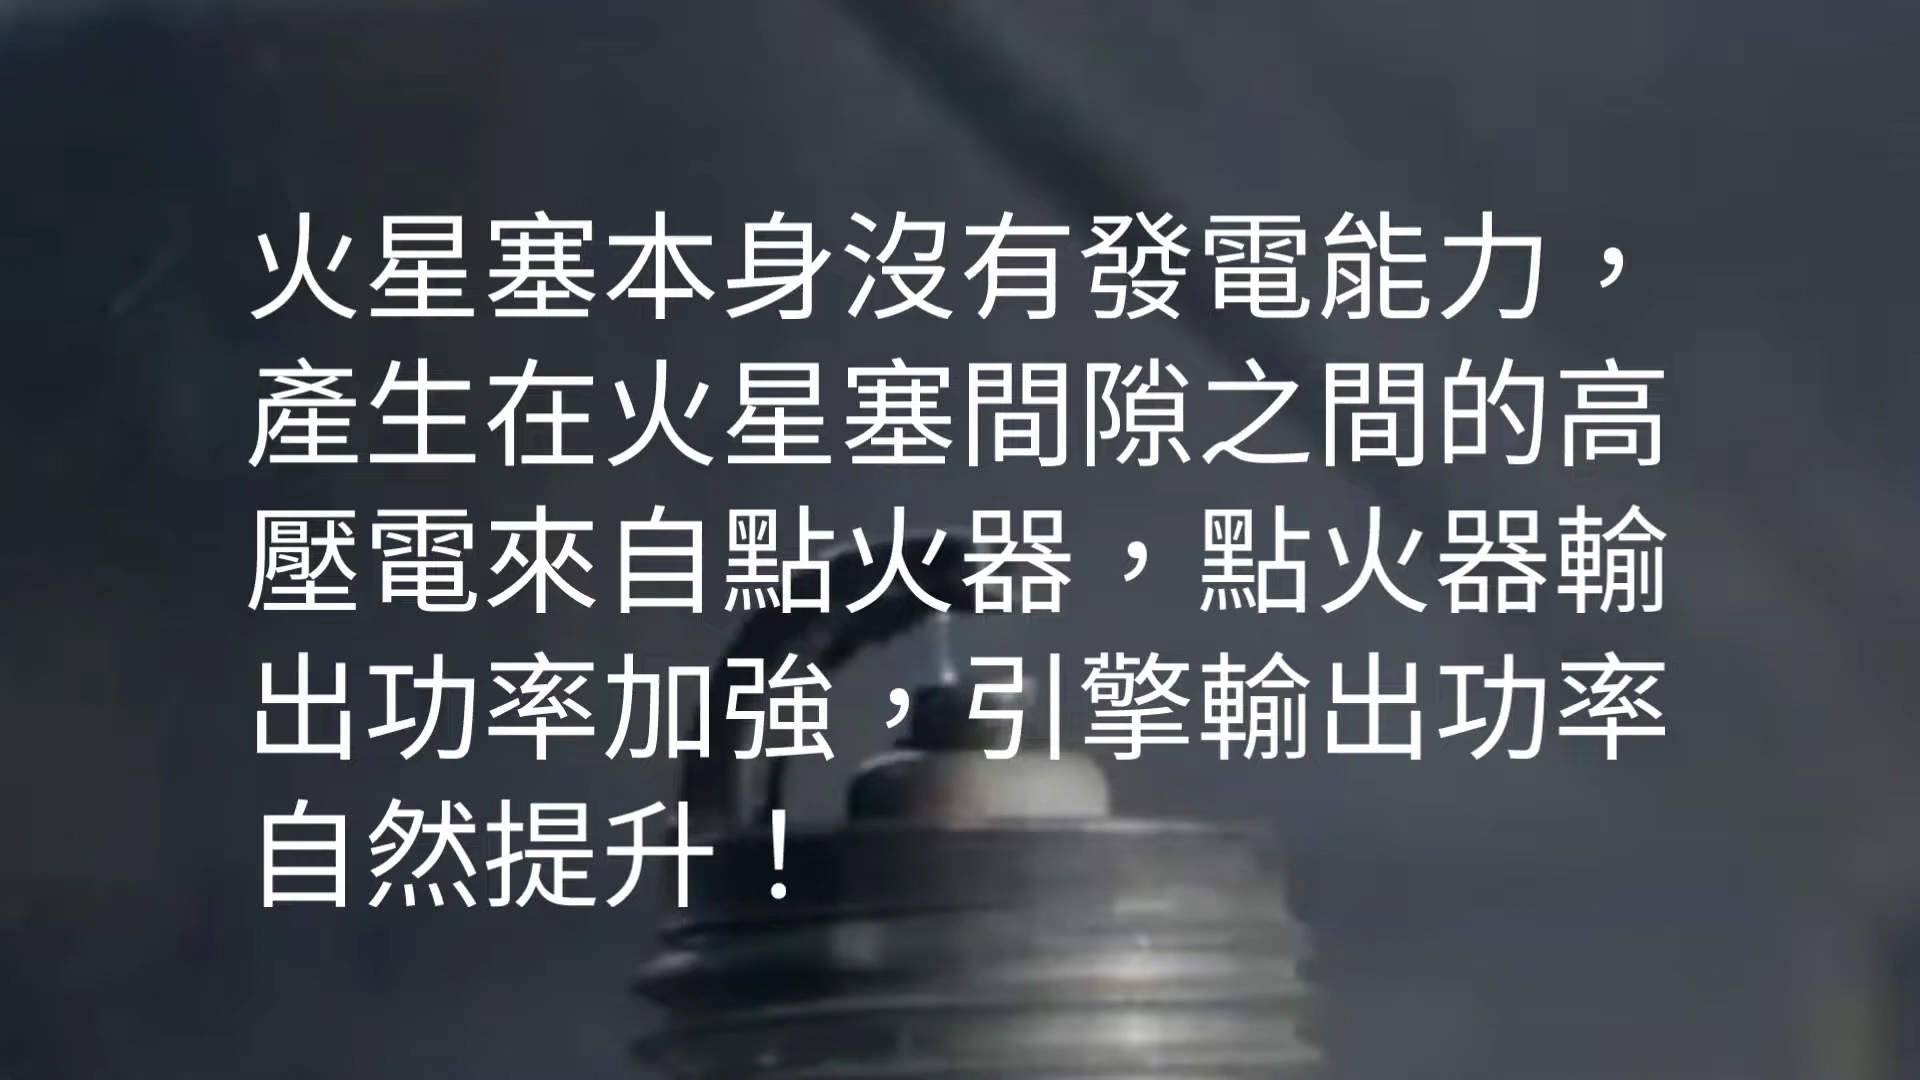 火星塞本身沒有發電能力，
產生在火星塞間隙之間的高
壓電來自點火器，點火器輸
出功率加強，引擎輸出功率
自然提升！